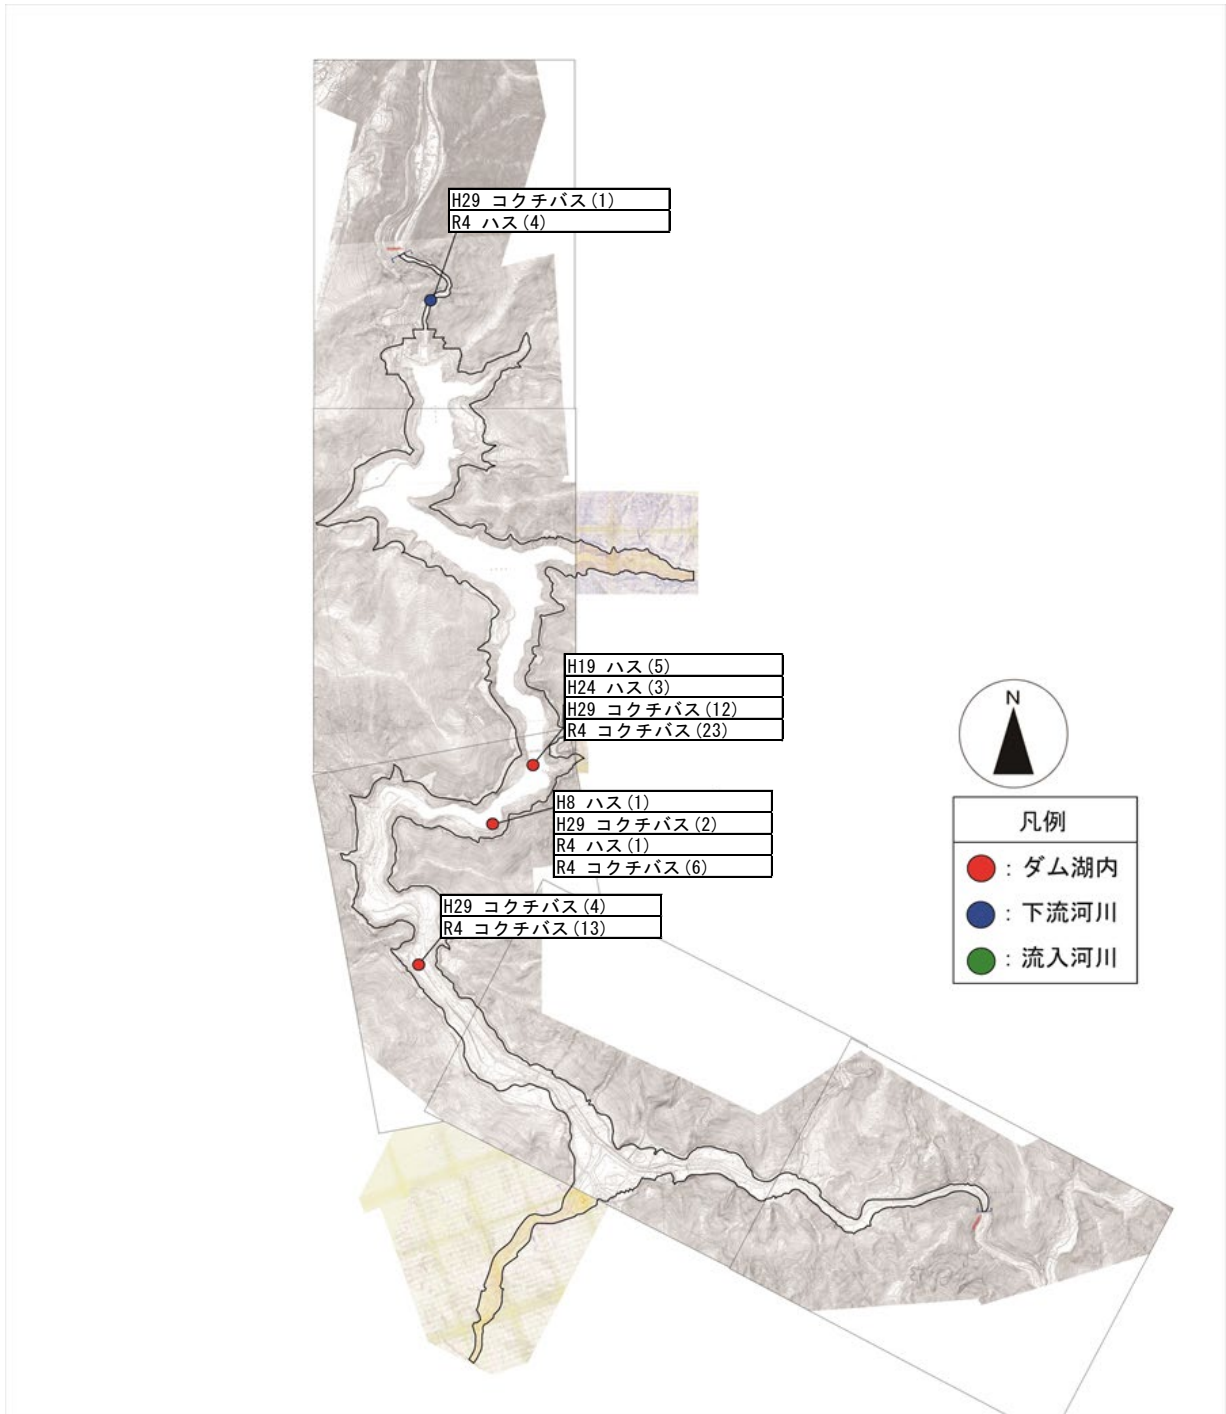 H29 コクチバス(1)
R4 ハス(4)
H19 ハス(5)
H24 ハス(3)
H29 コクチバス(12)
R4 コクチバス(23)
H8 ハス(1)
H29 コクチバス(2)
R4 ハス(1)
R4 コクチバス(6)
H29 コクチバス(4)
R4 コクチバス(13)
N
凡例
：ダム湖内
：下流河川
：流入河川